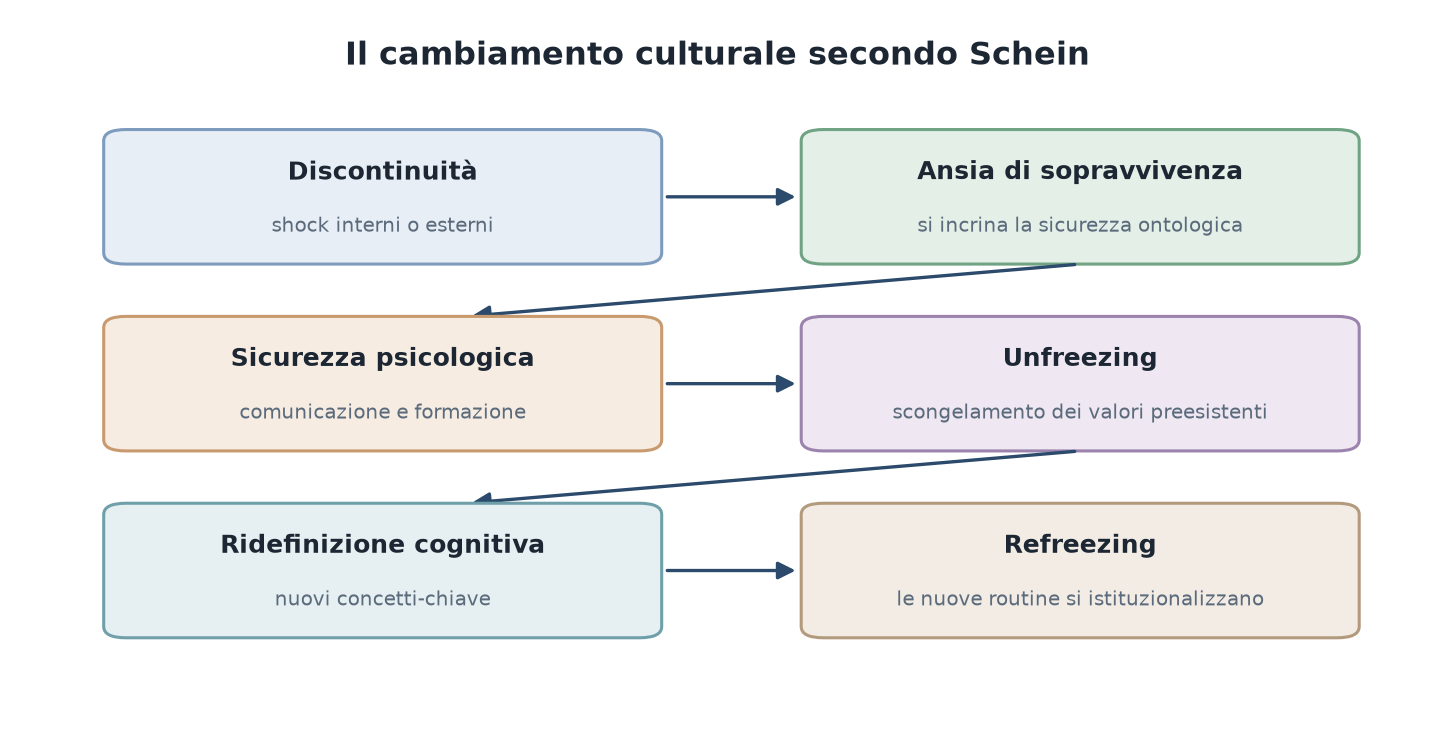 Il cambiamento culturale secondo Schein
Discontinuità
shock interni o esterni
Ansia di sopravvivenza
si incrina la sicurezza ontologica
Sicurezza psicologica
comunicazione e formazione
Unfreezing
scongelamento dei valori preesistenti
Ridefinizione cognitiva
nuovi concetti-chiave
Refreezing
le nuove routine si istituzionalizzano